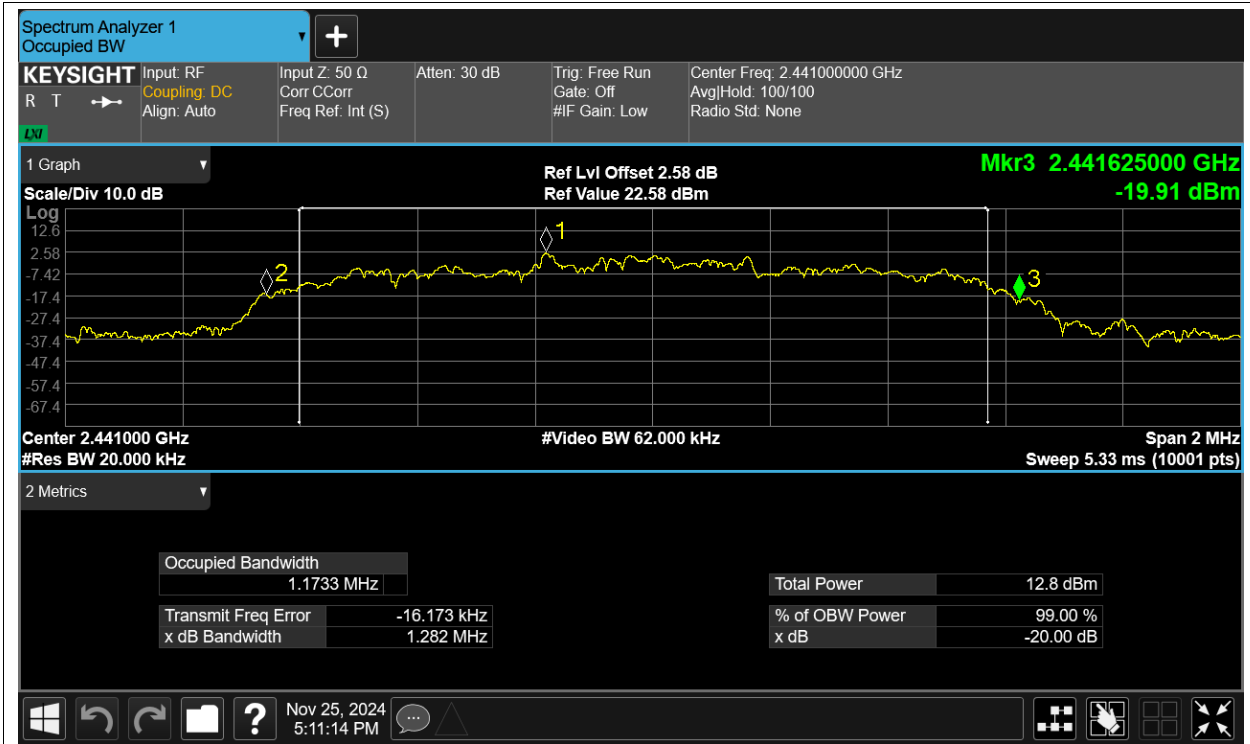 Spectrum Analyzer 1
Occupied BW
KEYSIGHT
R T
LXI
Input: RF
Coupling: DC
Align: Auto
Input Z: 50 Ω
Corr CCorr
Freq Ref: Int (S)
Atten: 30 dB
Trig: Free Run
Gate: Off
#IF Gain: Low
Center Freq: 2.441000000 GHz
Avg|Hold: 100/100
Radio Std: None
1 Graph
Scale/Div 10.0 dB
Ref Lvl Offset 2.58 dB
Ref Value 22.58 dBm
Mkr3 2.441625000 GHz
-19.91 dBm
Log
12.6
2.58
-7.42
-17.4
-27.4
-37.4
-47.4
-57.4
-67.4
1
2
3
Center 2.441000 GHz
#Res BW 20.000 kHz
#Video BW 62.000 kHz
Span 2 MHz
Sweep 5.33 ms (10001 pts)
2 Metrics
Occupied Bandwidth
1.1733 MHz
Transmit Freq Error -16.173 kHz
x dB Bandwidth 1.282 MHz
Total Power 12.8 dBm
% of OBW Power 99.00 %
x dB -20.00 dB
Nov 25, 2024
5:11:14 PM